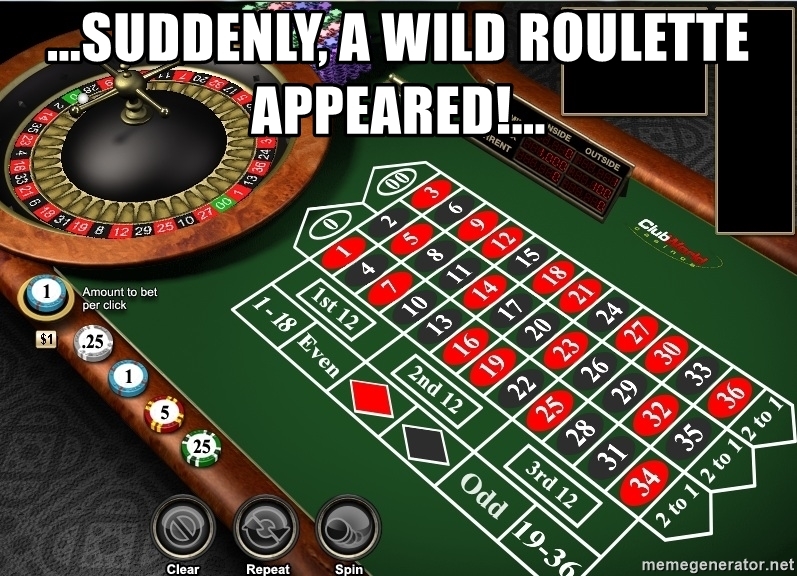 ...SUDDENLY, A WILD ROULETTE
APPEARED!...
INSIDE OUTSIDE
ClubWorld
casinos
0 00
3 6 9 12 15 18 21 24 27 30 33 36 2 to 1
2 5 8 11 14 17 20 23 26 29 32 35 2 to 1
1 4 7 10 13 16 19 22 25 28 31 34 2 to 1
1st 12 2nd 12 3rd 12
1-18 Even Odd 19-36
1 Amount to bet
per click
$1
.25
1
5
25
Clear Repeat Spin
memegenerator.net